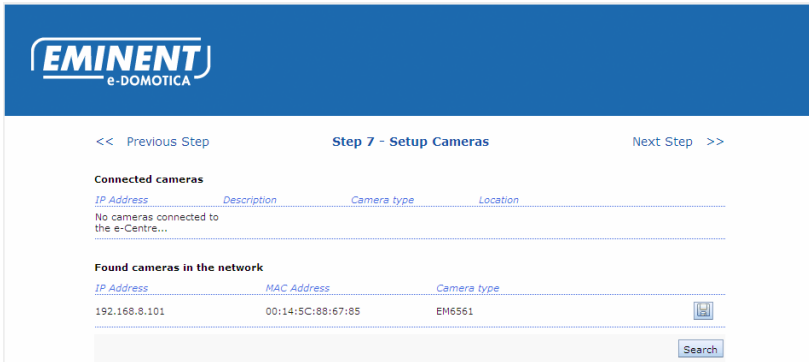 EMINENT
e-DOMOTICA
<< Previous Step Step 7 - Setup Cameras Next Step >>
Connected cameras
IP Address Description Camera type Location
No cameras connected to
the e-Centre...
Found cameras in the network
IP Address MAC Address Camera type
192.168.8.101 00:14:5C:88:67:85 EM6561
Search